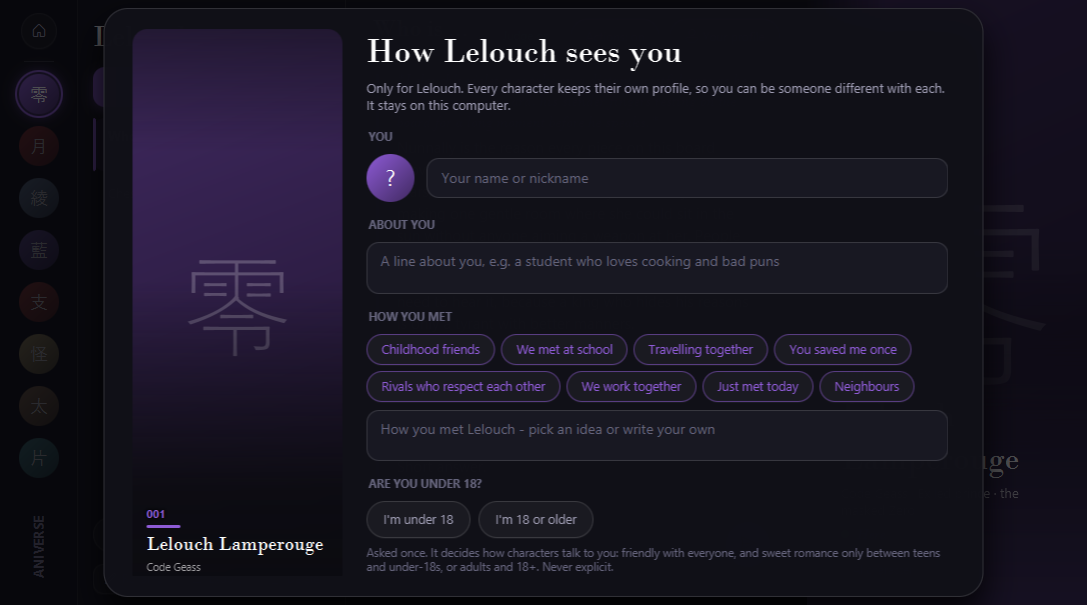 零
月
綾
藍
支
怪
太
片
ANIVERSE
零
001
Lelouch Lamperouge
Code Geass
How Lelouch sees you
Only for Lelouch. Every character keeps their own profile, so you can be someone different with each.
It stays on this computer.
YOU
?
Your name or nickname
ABOUT YOU
A line about you, e.g. a student who loves cooking and bad puns
HOW YOU MET
Childhood friends
We met at school
Travelling together
You saved me once
Rivals who respect each other
We work together
Just met today
Neighbours
How you met Lelouch - pick an idea or write your own
ARE YOU UNDER 18?
I'm under 18
I'm 18 or older
Asked once. It decides how characters talk to you: friendly with everyone, and sweet romance only between teens
and under-18s, or adults and 18+. Never explicit.